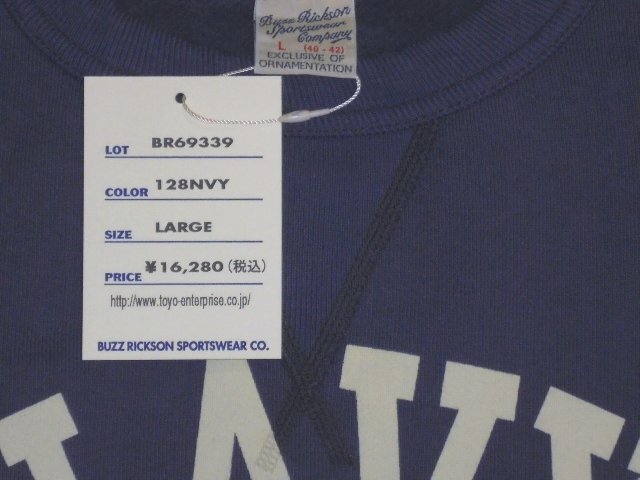 Buzz Rickson
Sportswear
Company
L (40-42)
EXCLUSIVE OF
ORNAMENTATION
LOT BR69339
COLOR 128NVY
SIZE LARGE
PRICE ¥16,280(税込)
http://www.toyo-enterprise.co.jp/
BUZZ RICKSON SPORTSWEAR CO.